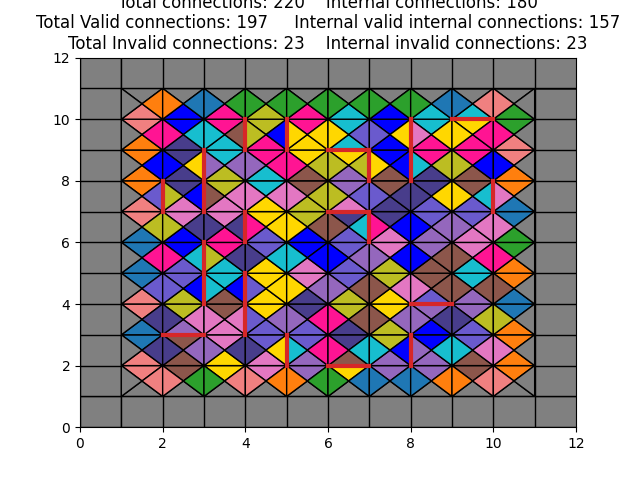 Total connections: 220    Internal connections: 180
Total Valid connections: 197     Internal valid internal connections: 157
Total Invalid connections: 23    Internal invalid connections: 23
12
10
8
6
4
2
0
0 2 4 6 8 10 12